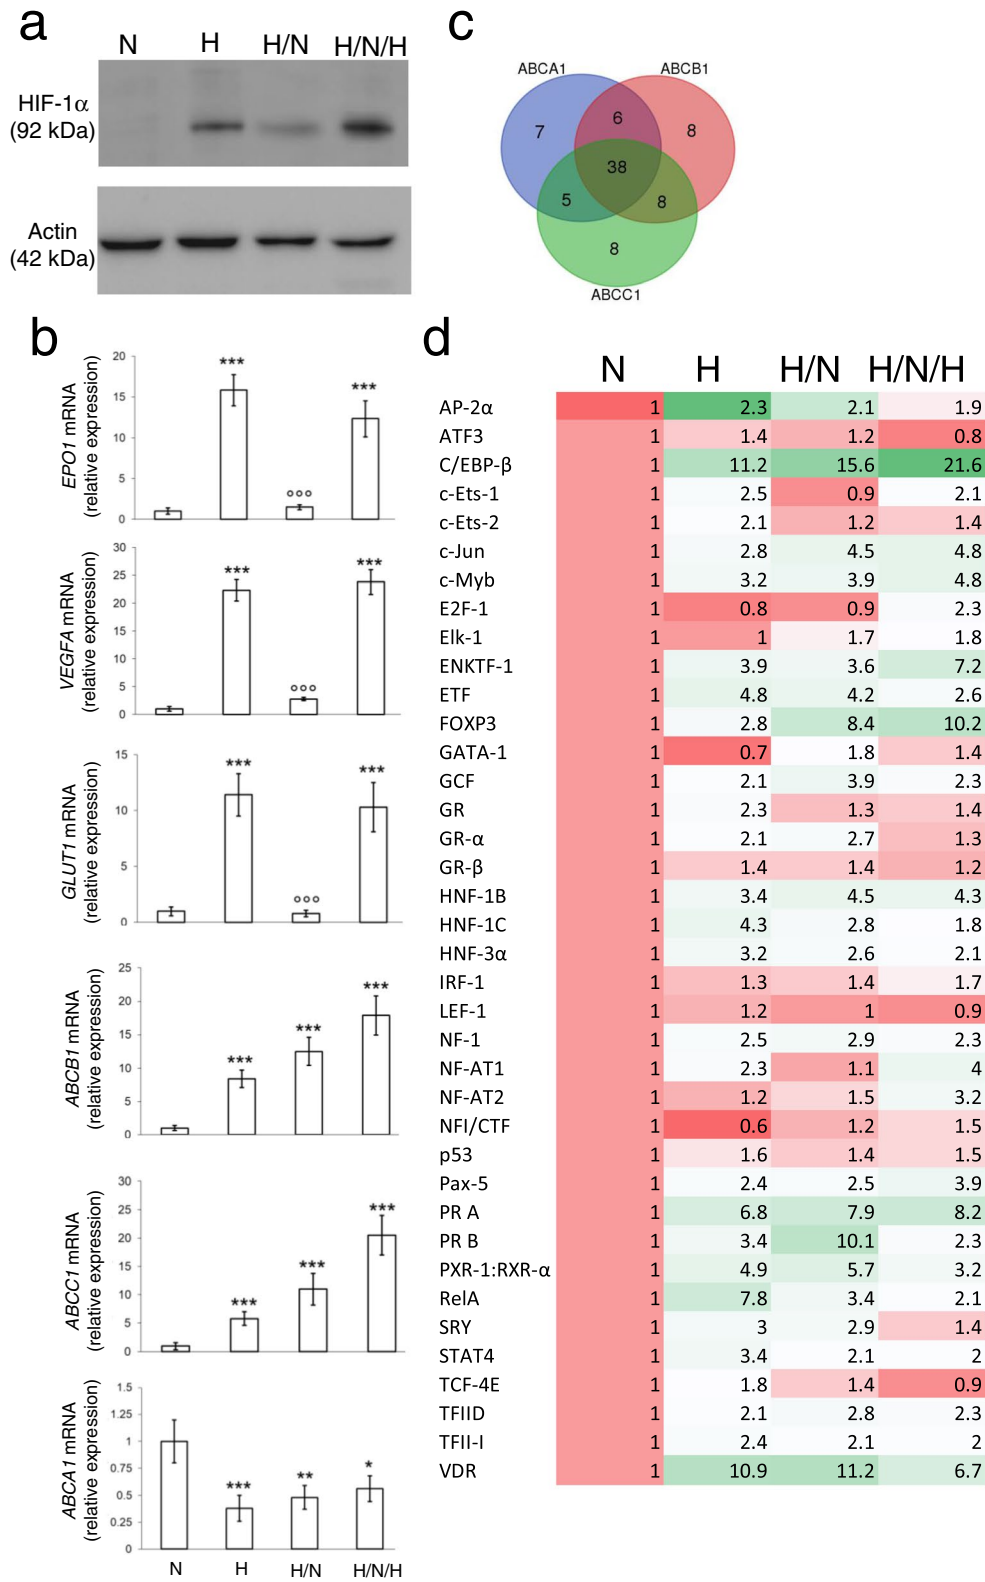 a
N H H/N H/N/H
HIF-1α
(92 kDa)
Actin
(42 kDa)
b
EPO1 mRNA
(relative expression)
20
15
10
5
0
***
°°°
***
VEGFA mRNA
(relative expression)
30
25
20
15
10
5
0
***
°°°
***
GLUT1 mRNA
(relative expression)
15
10
5
0
***
°°°
***
ABCB1 mRNA
(relative expression)
25
20
15
10
5
0
***
***
***
ABCC1 mRNA
(relative expression)
30
25
20
15
10
5
0
***
***
***
ABCA1 mRNA
(relative expression)
1.5
1.25
1
0.75
0.5
0.25
0
***
**
*
N H H/N H/N/H
c
ABCA1 ABCB1
7 6 8
38
5 8
8
ABCC1
d
N H H/N H/N/H
AP-2α 1 2.3 2.1 1.9
ATF3 1 1.4 1.2 0.8
C/EBP-β 1 11.2 15.6 21.6
c-Ets-1 1 2.5 0.9 2.1
c-Ets-2 1 2.1 1.2 1.4
c-Jun 1 2.8 4.5 4.8
c-Myb 1 3.2 3.9 4.8
E2F-1 1 0.8 0.9 2.3
Elk-1 1 1 1.7 1.8
ENKTF-1 1 3.9 3.6 7.2
ETF 1 4.8 4.2 2.6
FOXP3 1 2.8 8.4 10.2
GATA-1 1 0.7 1.8 1.4
GCF 1 2.1 3.9 2.3
GR 1 2.3 1.3 1.4
GR-α 1 2.1 2.7 1.3
GR-β 1 1.4 1.4 1.2
HNF-1B 1 3.4 4.5 4.3
HNF-1C 1 4.3 2.8 1.8
HNF-3α 1 3.2 2.6 2.1
IRF-1 1 1.3 1.4 1.7
LEF-1 1 1.2 1 0.9
NF-1 1 2.5 2.9 2.3
NF-AT1 1 2.3 1.1 4
NF-AT2 1 1.2 1.5 3.2
NFI/CTF 1 0.6 1.2 1.5
p53 1 1.6 1.4 1.5
Pax-5 1 2.4 2.5 3.9
PR A 1 6.8 7.9 8.2
PR B 1 3.4 10.1 2.3
PXR-1:RXR-α 1 4.9 5.7 3.2
RelA 1 7.8 3.4 2.1
SRY 1 3 2.9 1.4
STAT4 1 3.4 2.1 2
TCF-4E 1 1.8 1.4 0.9
TFIID 1 2.1 2.8 2.3
TFII-I 1 2.4 2.1 2
VDR 1 10.9 11.2 6.7